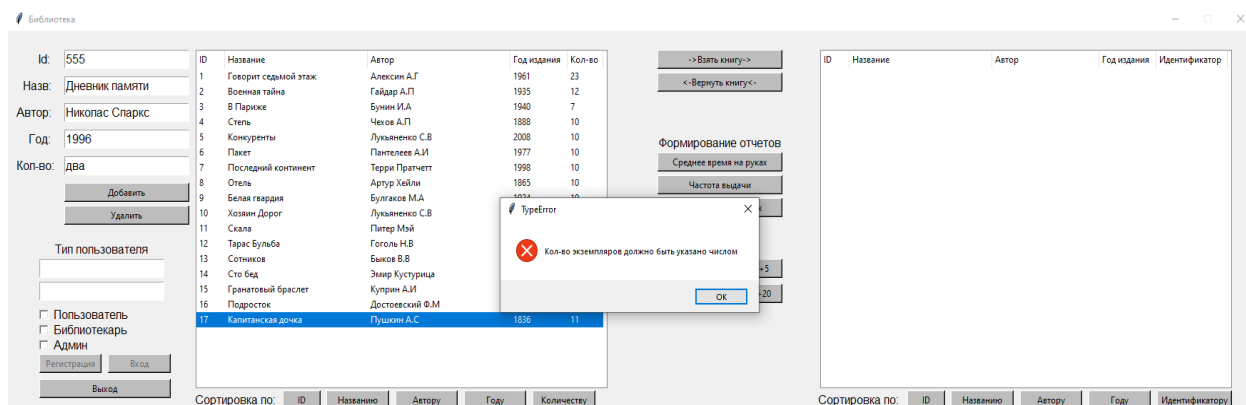 Библиотека
Id: 555
Назв: Дневник памяти
Автор: Николас Спаркс
Год: 1996
Кол-во: два
Добавить
Удалить
Тип пользователя
Пользователь
Библиотекарь
Админ
Регистрация Вход
Выход
ID Название Автор Год издания Кол-во
1 Говорит седьмой этаж Алексин А.Г 1961 23
2 Военная тайна Гайдар А.П 1935 12
3 В Париже Бунин И.А 1940 7
4 Степь Чехов А.П 1888 10
5 Конкуренты Лукьяненко С.В 2008 10
6 Пакет Пантелеев А.И 1977 10
7 Последний континент Терри Пратчетт 1998 10
8 Отель Артур Хейли 1865 10
9 Белая гвардия Булгаков М.А 1924 10
10 Хозяин Дорог Лукьяненко С.В
11 Скала Питер Мэй
12 Тарас Бульба Гоголь Н.В
13 Сотников Быков В.В
14 Сто бед Эмир Кустурица
15 Гранатовый браслет Куприн А.И
16 Подросток Достоевский Ф.М
17 Капитанская дочка Пушкин А.С 1836 11
Сортировка по: ID Названию Автору Году Количеству
->Взять книгу->
<-Вернуть книгу<-
Формирование отчетов
Среднее время на руках
Частота выдачи
+5
+20
TypeError
Кол-во экземпляров должно быть указано числом
OK
ID Название Автор Год издания Идентификатор
Сортировка по: ID Названию Автору Году Идентификатору